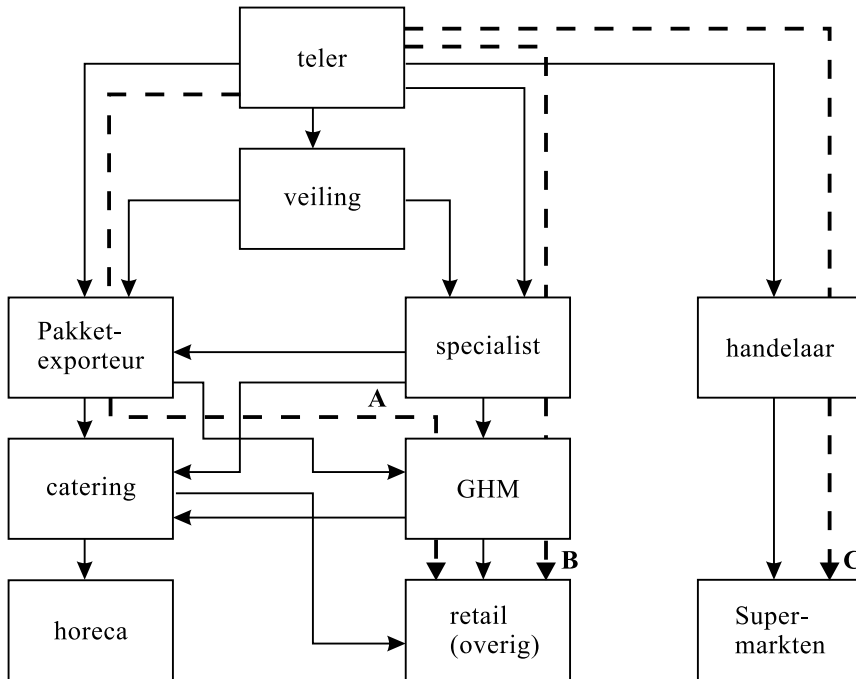 teler
veiling
Pakket-
exporteur
specialist
handelaar
A
catering
GHM
B
C
horeca
retail
(overig)
Super-
markten